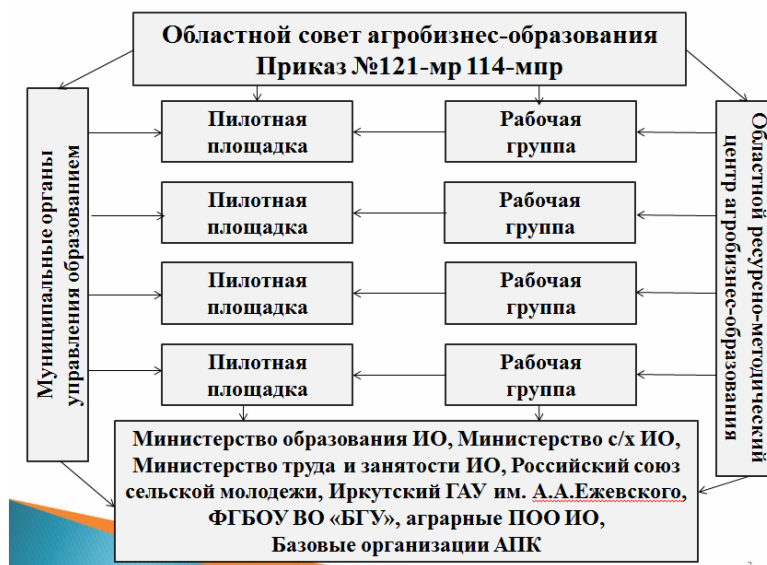 Областной совет агробизнес-образования
Приказ №121-мр 114-мпр
Муниципальные органы
управления образованием
Пилотная
площадка
Рабочая
группа
Пилотная
площадка
Рабочая
группа
Пилотная
площадка
Рабочая
группа
Пилотная
площадка
Рабочая
группа
Областной ресурсно-методический
центр агробизнес-образования
Министерство образования ИО, Министерство с/х ИО,
Министерство труда и занятости ИО, Российский союз
сельской молодежи, Иркутский ГАУ им. А.А.Ежевского,
ФГБОУ ВО «БГУ», аграрные ПОО ИО,
Базовые организации АПК